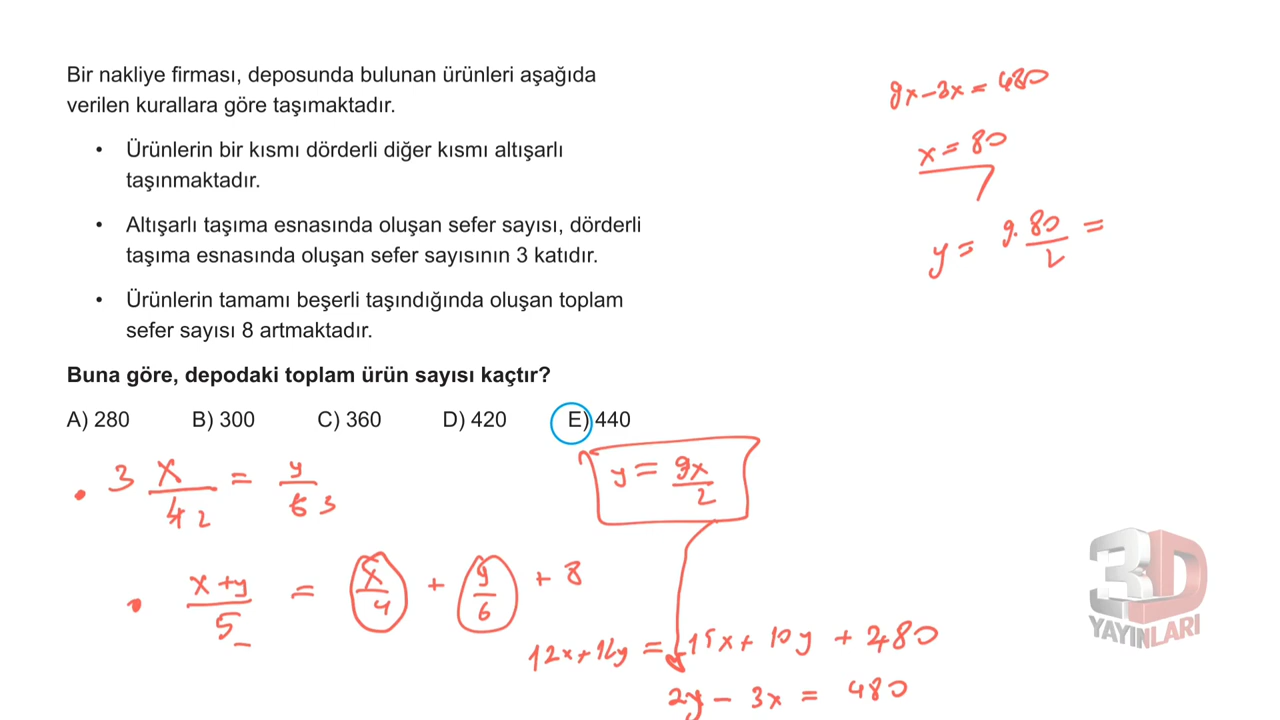 Bir nakliye firması, deposunda bulunan ürünleri aşağıda
verilen kurallara göre taşımaktadır.
• Ürünlerin bir kısmı dörderli diğer kısmı altışarlı
taşınmaktadır.
• Altışarlı taşıma esnasında oluşan sefer sayısı, dörderli
taşıma esnasında oluşan sefer sayısının 3 katıdır.
• Ürünlerin tamamı beşerli taşındığında oluşan toplam
sefer sayısı 8 artmaktadır.
Buna göre, depodaki toplam ürün sayısı kaçtır?
A) 280 B) 300 C) 360 D) 420 E) 440
9x-3x = 480
x = 80
y = 9.80/2 =
• 3 x/4 2 = y/6 3
y = 9x/2
• x+y/5 = x/4 + y/6 + 8
12x+12y = 15x+10y + 280
2y - 3x = 480
3D
YAYINLARI